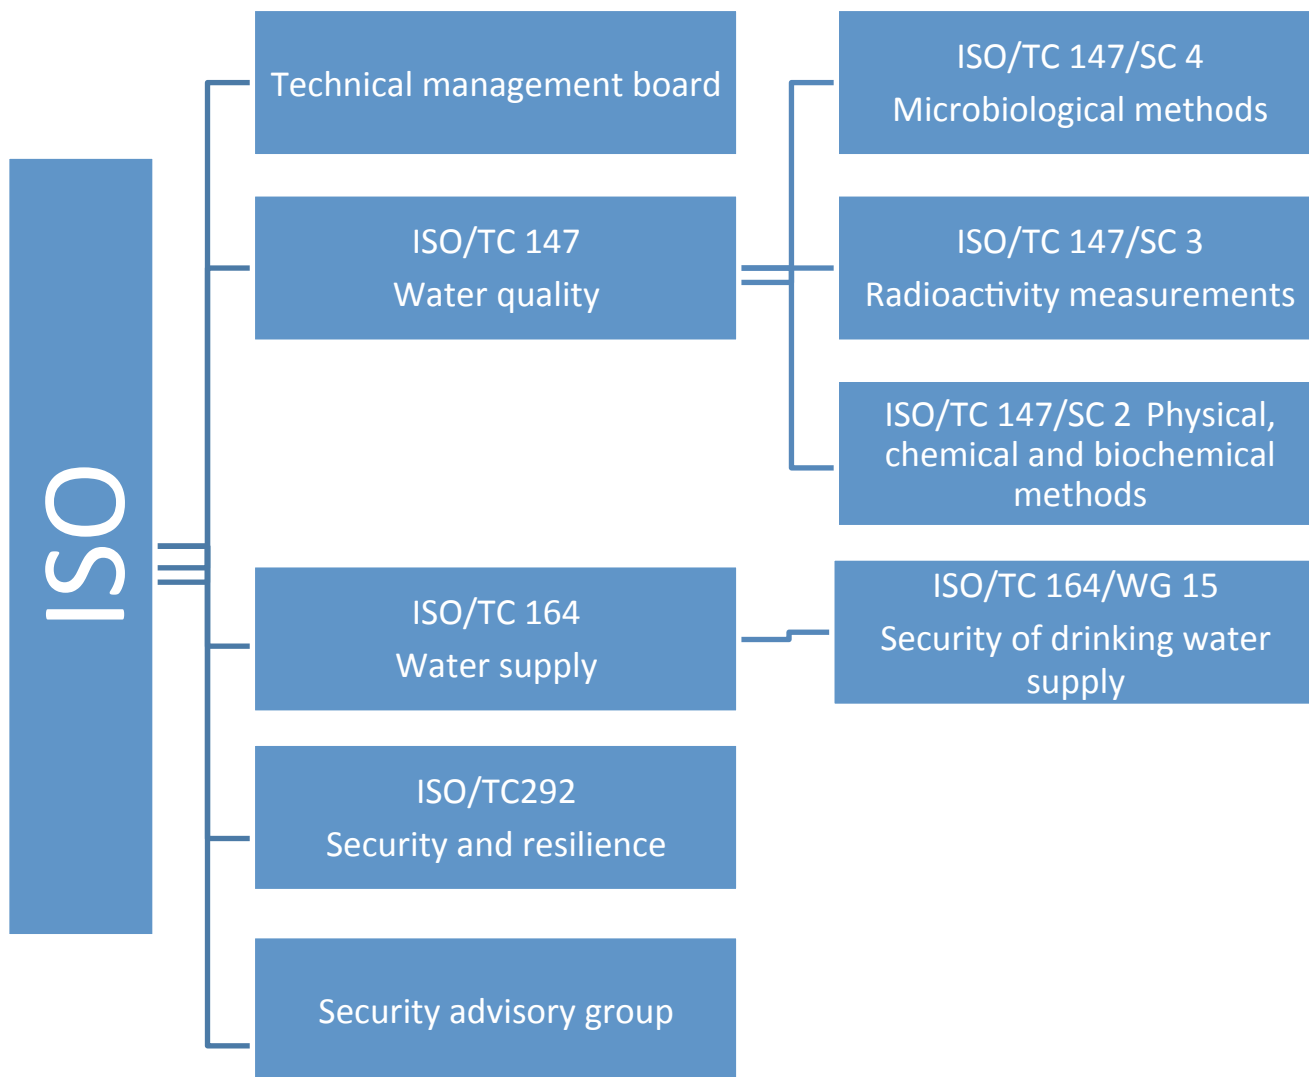 ISO
Technical management board
ISO/TC 147
Water quality
ISO/TC 147/SC 4
Microbiological methods
ISO/TC 147/SC 3
Radioactivity measurements
ISO/TC 147/SC 2  Physical,
chemical and biochemical
methods
ISO/TC 164
Water supply
ISO/TC 164/WG 15
Security of drinking water
supply
ISO/TC292
Security and resilience
Security advisory group